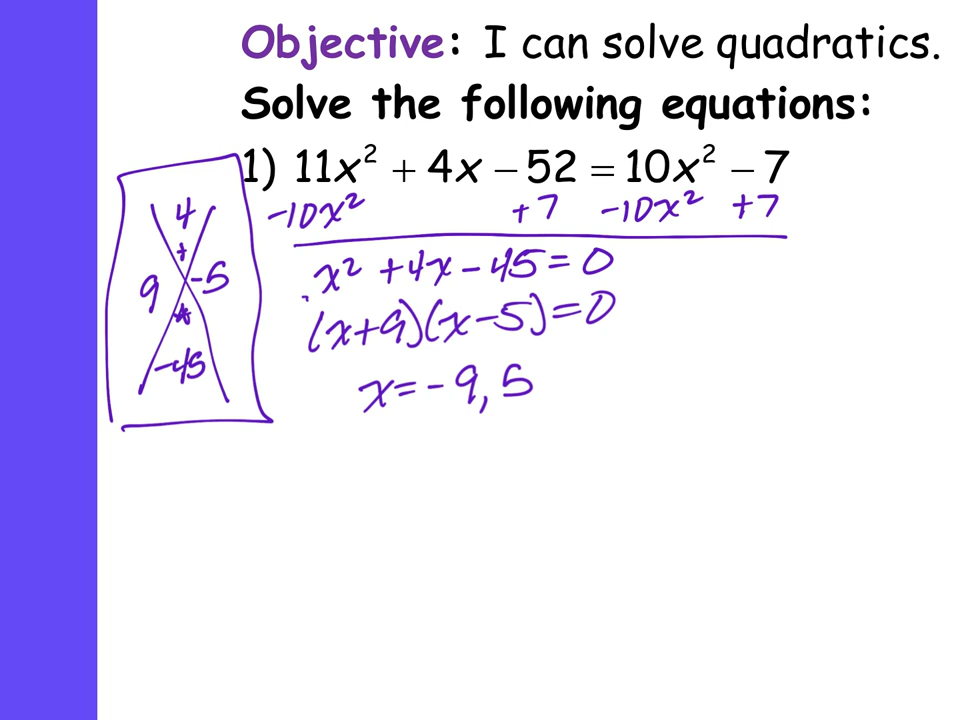 Objective: I can solve quadratics.
Solve the following equations:
1) 11x² + 4x − 52 = 10x² − 7
-10x² +7 -10x² +7
x² + 4x - 45 = 0
(x+9)(x-5) = 0
x = -9, 5
4
+
9 -5
*
-45